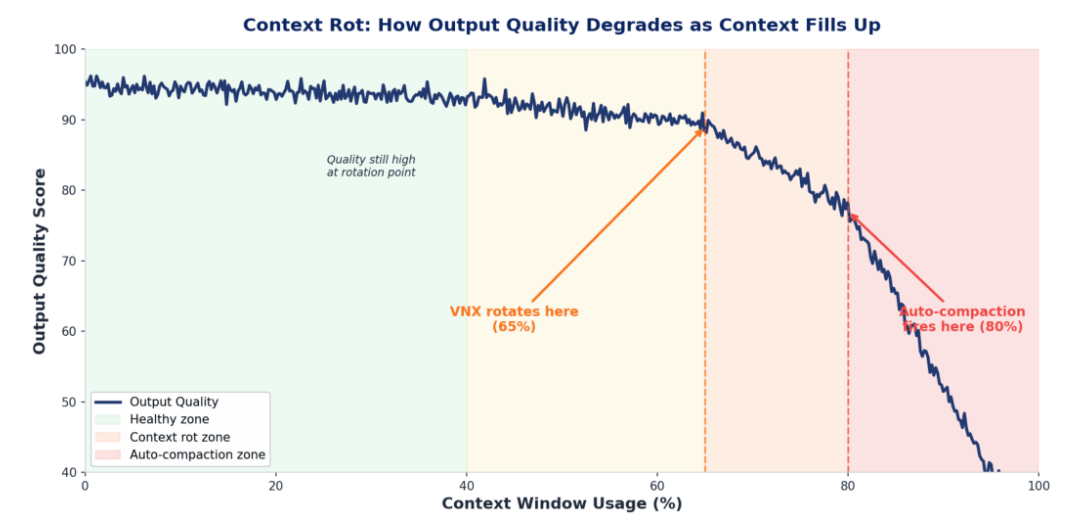 Context Rot: How Output Quality Degrades as Context Fills Up
Output Quality Score
100
90
80
70
60
50
40
Quality still high
at rotation point
VNX rotates here
(65%)
Auto-compaction
fires here (80%)
Output Quality
Healthy zone
Context rot zone
Auto-compaction zone
0
20
40
60
80
100
Context Window Usage (%)